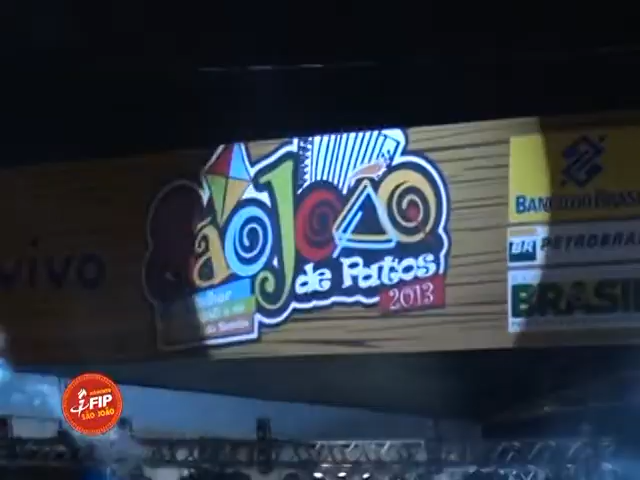 vivo
São João
de Patos
2013
BANCO DO BRASIL
BR PETROBRAS
BRASIL
FIP
SÃO JOÃO